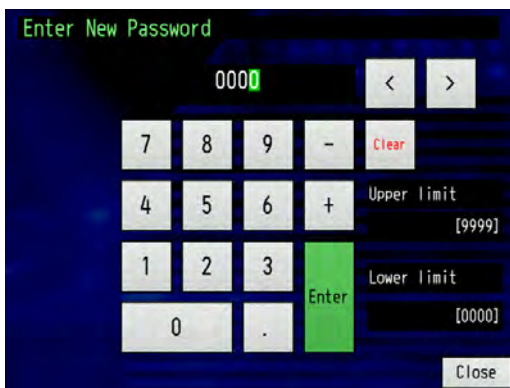 Enter New Password
0000
< >
7 8 9 - Clear
4 5 6 + Upper limit
[9999]
1 2 3 Enter Lower limit
0 . [0000]
Close